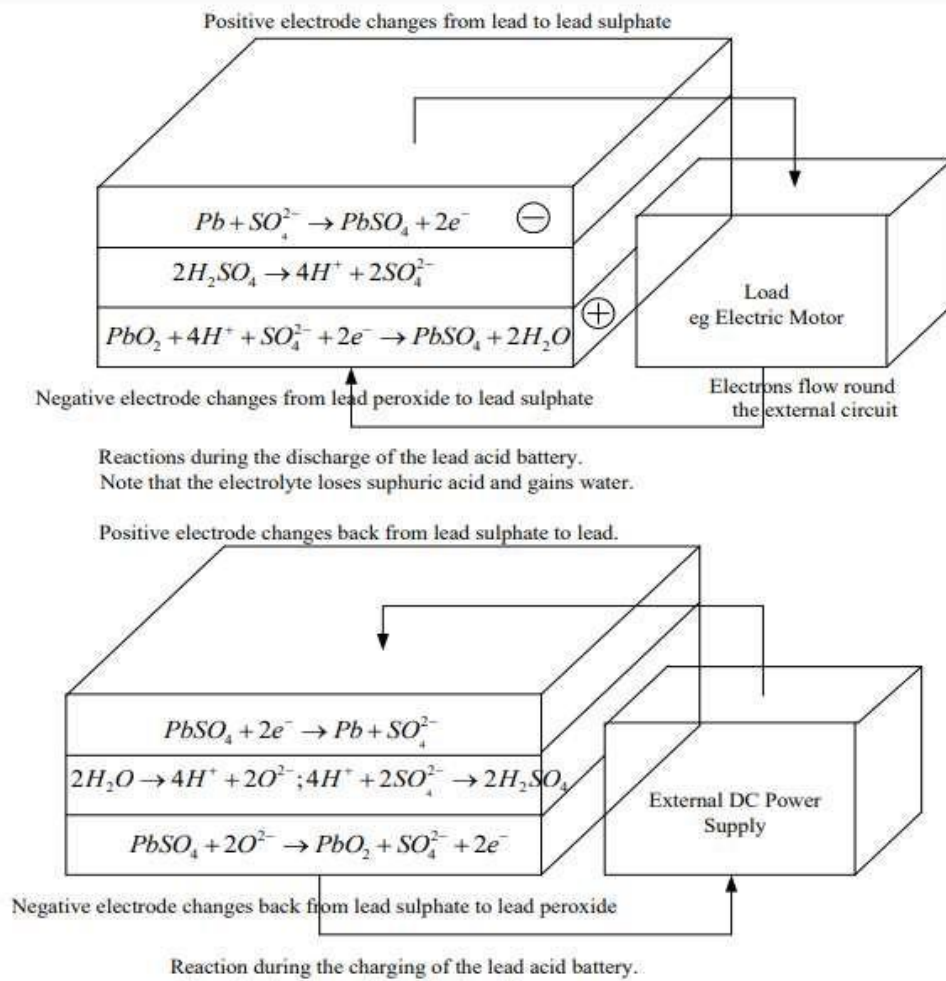 Positive electrode changes from lead to lead sulphate
Pb + SO₄²⁻ → PbSO₄ + 2e⁻ ⊖
2H₂SO₄ → 4H⁺ + 2SO₄²⁻
PbO₂ + 4H⁺ + SO₄²⁻ + 2e⁻ → PbSO₄ + 2H₂O ⊕
Load
eg Electric Motor
Negative electrode changes from lead peroxide to lead sulphate
Electrons flow round
the external circuit
Reactions during the discharge of the lead acid battery.
Note that the electrolyte loses suphuric acid and gains water.
Positive electrode changes back from lead sulphate to lead.
PbSO₄ + 2e⁻ → Pb + SO₄²⁻
2H₂O → 4H⁺ + 2O²⁻; 4H⁺ + 2SO₄²⁻ → 2H₂SO₄
PbSO₄ + 2O²⁻ → PbO₂ + SO₄²⁻ + 2e⁻
External DC Power
Supply
Negative electrode changes back from lead sulphate to lead peroxide
Reaction during the charging of the lead acid battery.